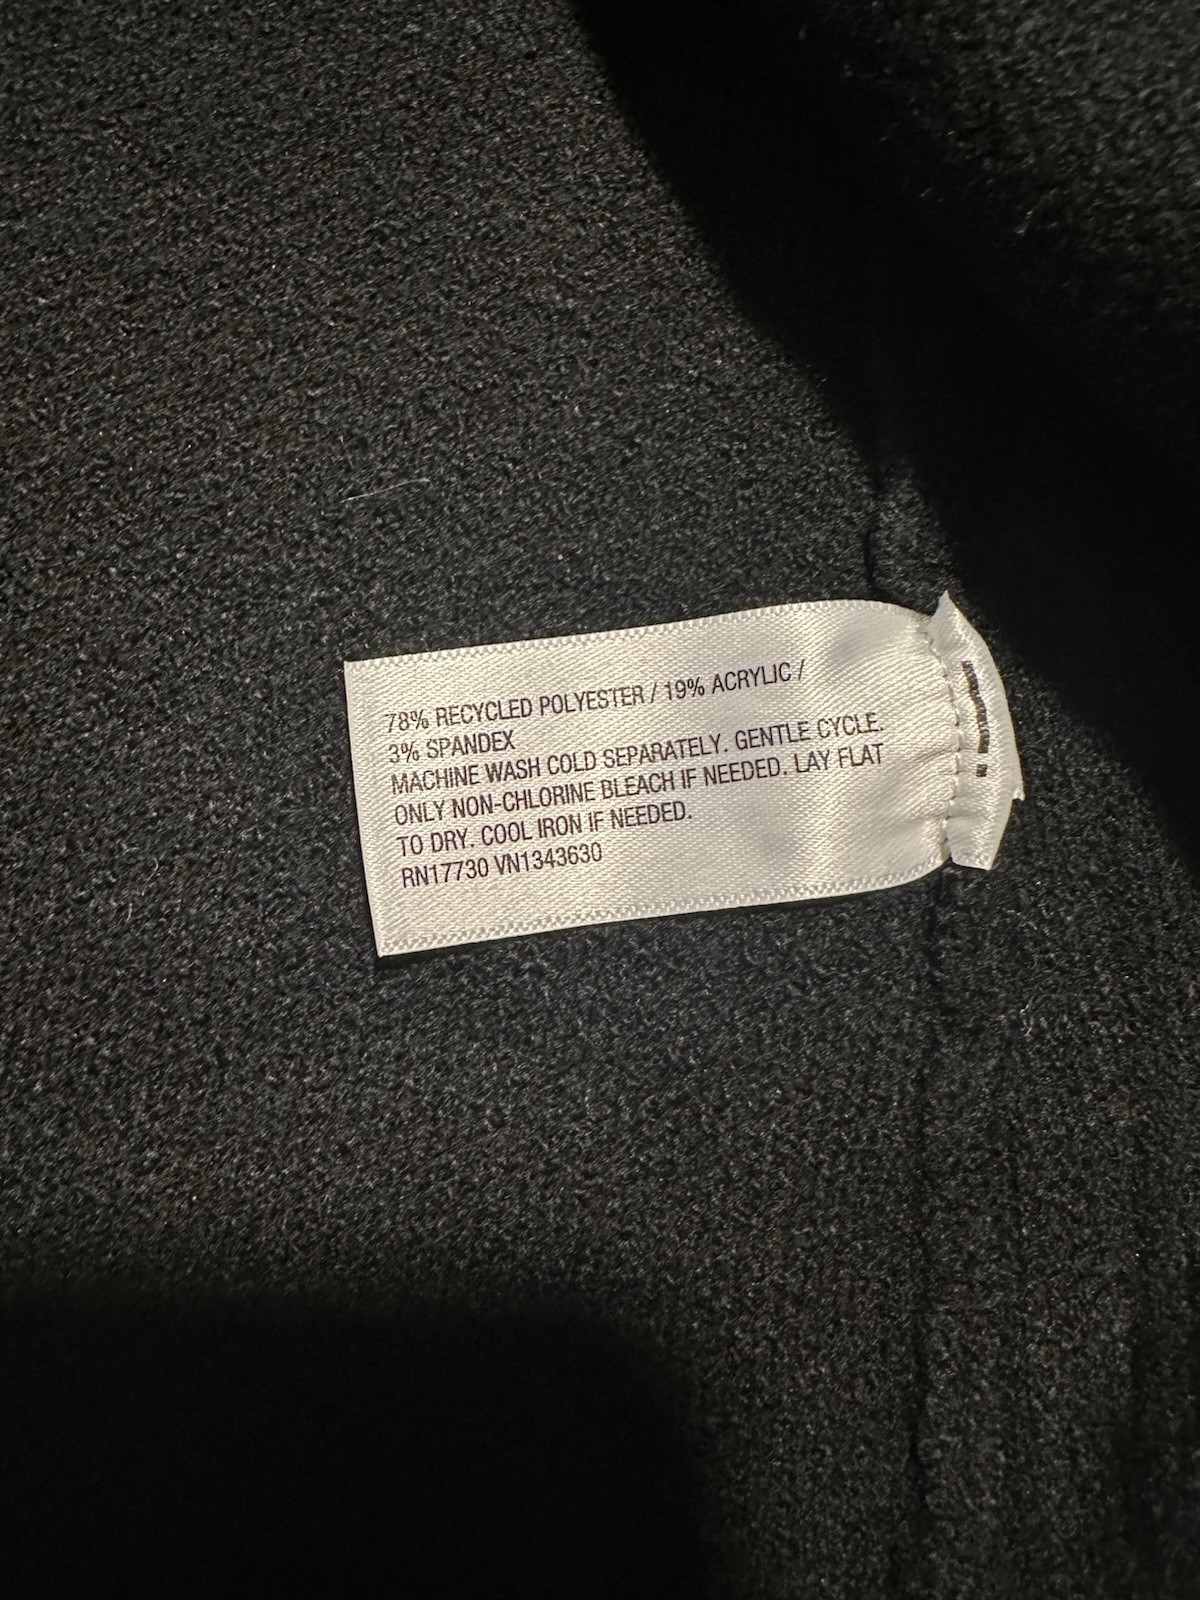 78% RECYCLED POLYESTER / 19% ACRYLIC /
3% SPANDEX
MACHINE WASH COLD SEPARATELY. GENTLE CYCLE.
ONLY NON-CHLORINE BLEACH IF NEEDED. LAY FLAT
TO DRY. COOL IRON IF NEEDED.
RN17730 VN1343630